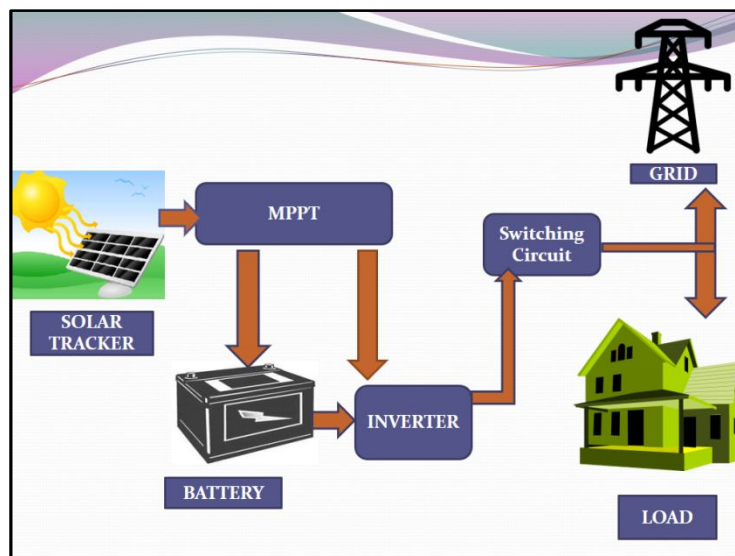 GRID
MPPT
Switching
Circuit
SOLAR
TRACKER
INVERTER
BATTERY
LOAD